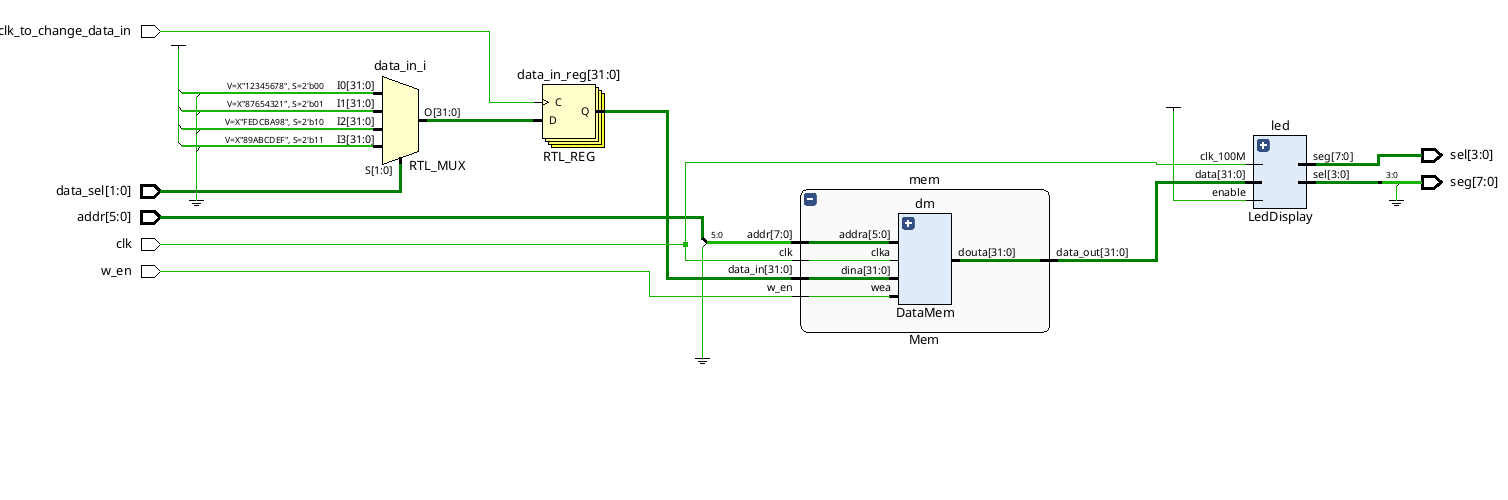 clk_to_change_data_in
data_in_i
V=X"12345678", S=2'b00 I0[31:0]
V=X"87654321", S=2'b01 I1[31:0]
V=X"FEDCBA98", S=2'b10 I2[31:0]
V=X"89ABCDEF", S=2'b11 I3[31:0]
O[31:0]
S[1:0]
RTL_MUX
data_in_reg[31:0]
C
D
Q
RTL_REG
data_sel[1:0]
addr[5:0]
clk
w_en
5:0
mem
addr[7:0]
clk
data_in[31:0]
w_en
dm
addra[5:0]
clka
dina[31:0]
wea
douta[31:0]
DataMem
Mem
data_out[31:0]
led
clk_100M
data[31:0]
enable
seg[7:0]
sel[3:0]
LedDisplay
3:0
sel[3:0]
seg[7:0]